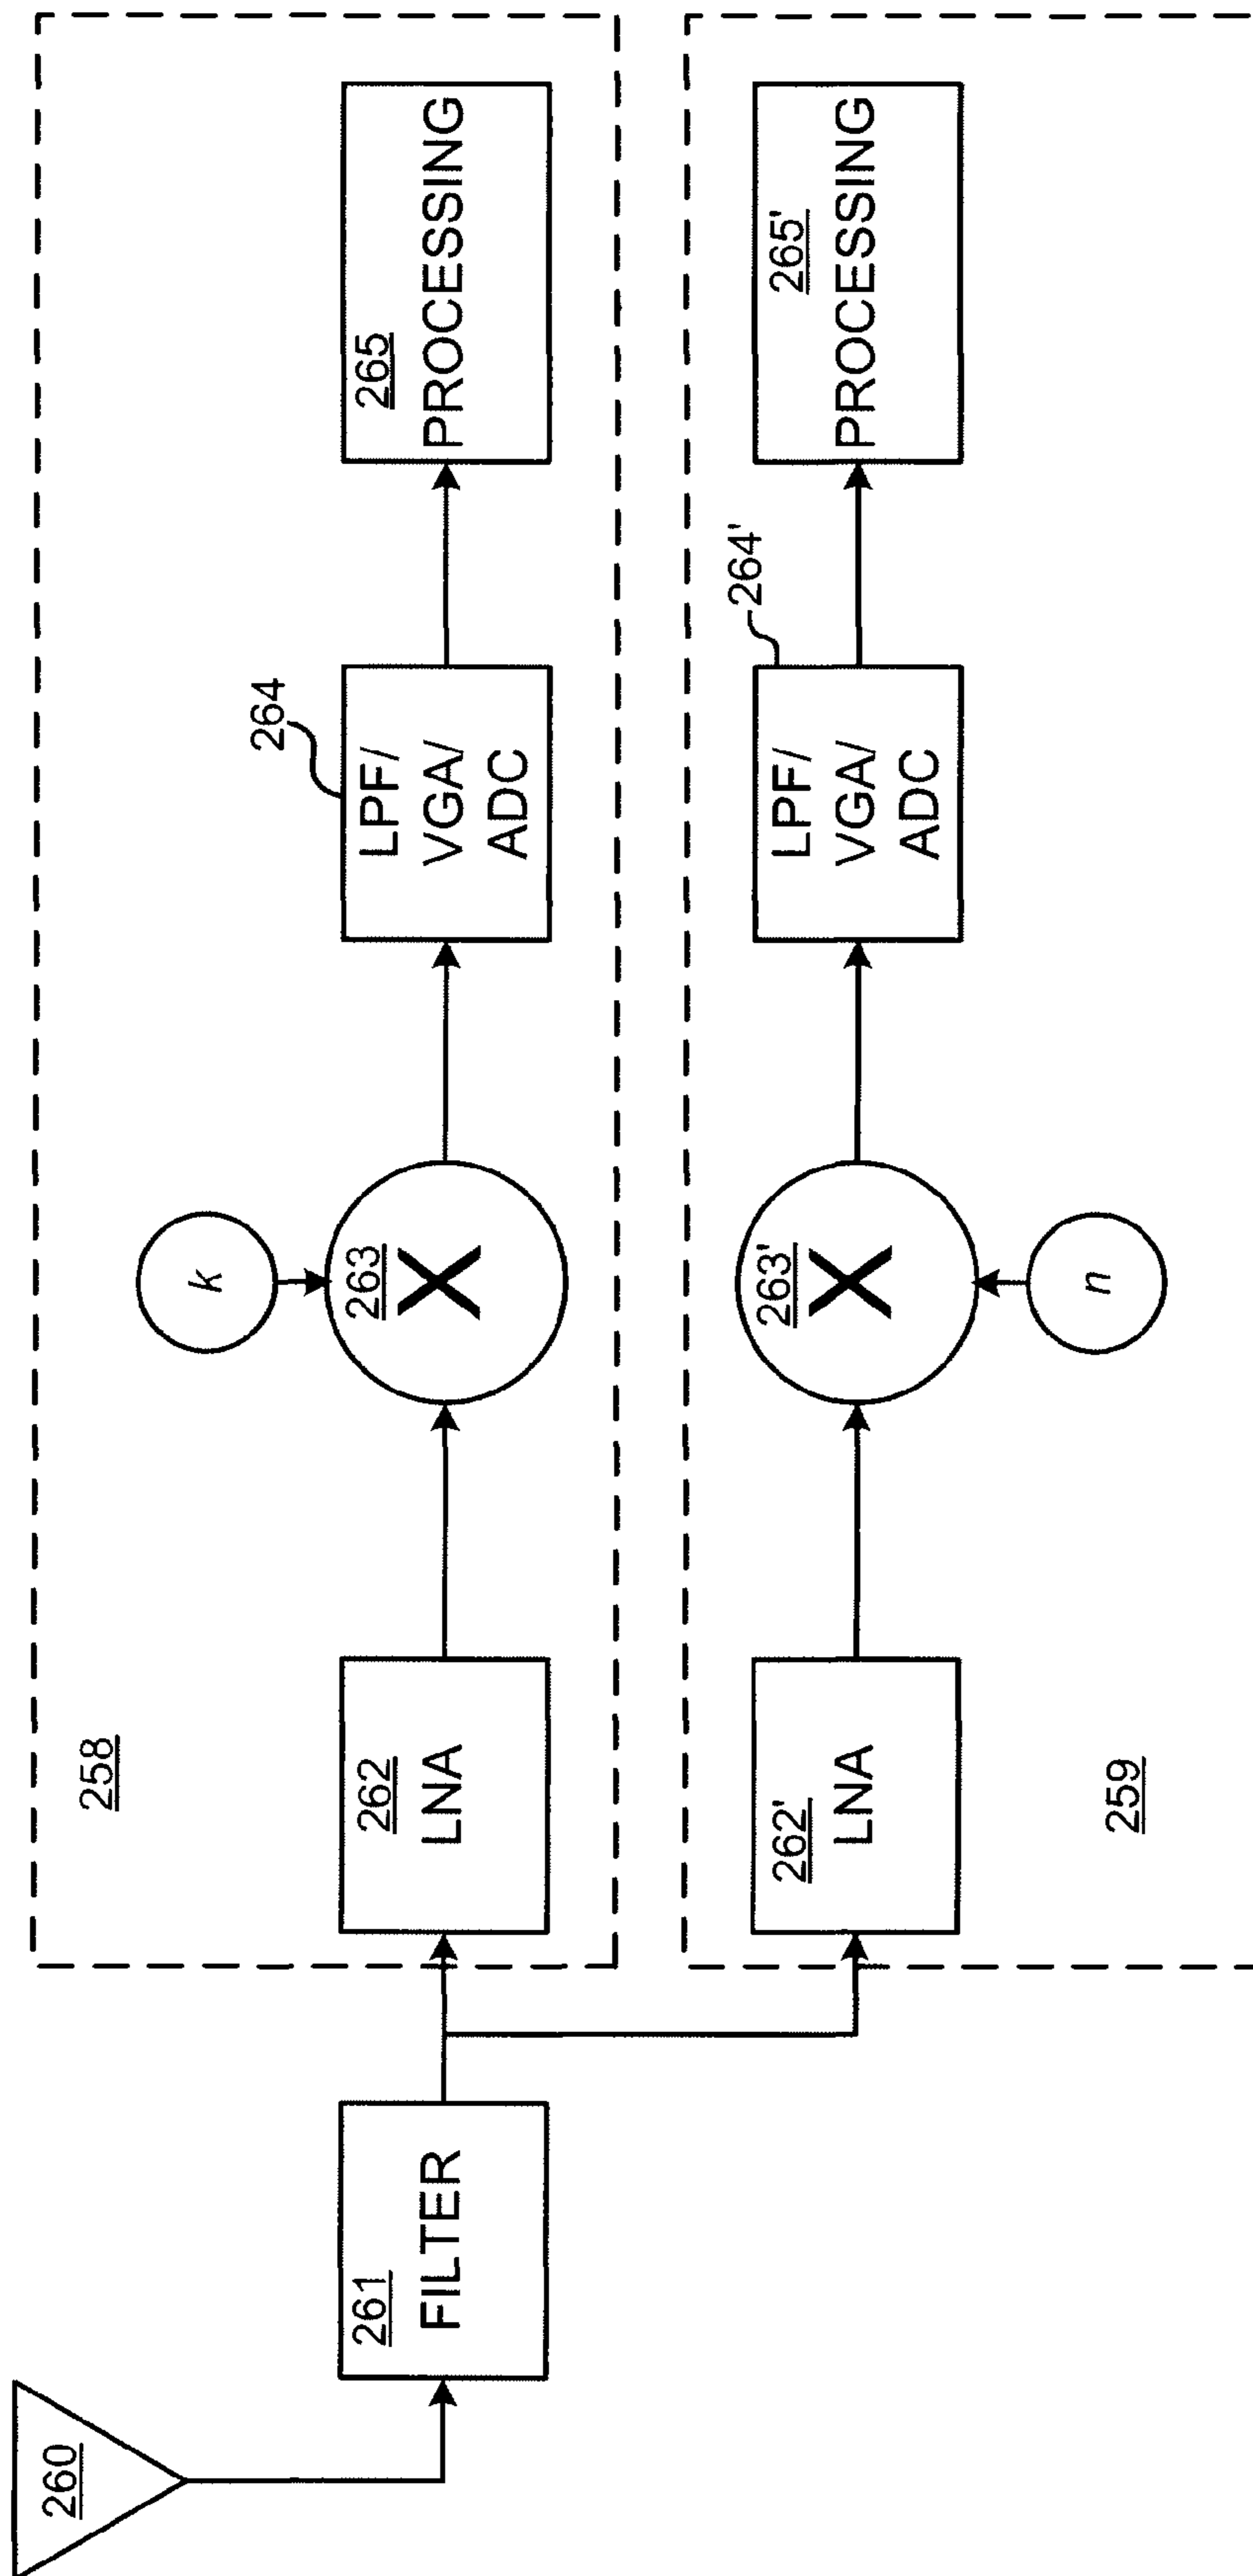 260
261
FILTER
258
262
LNA
k
263
X
264
LPF/
VGA/
ADC
265
PROCESSING
259
262'
LNA
n
263'
X
264'
LPF/
VGA/
ADC
265'
PROCESSING